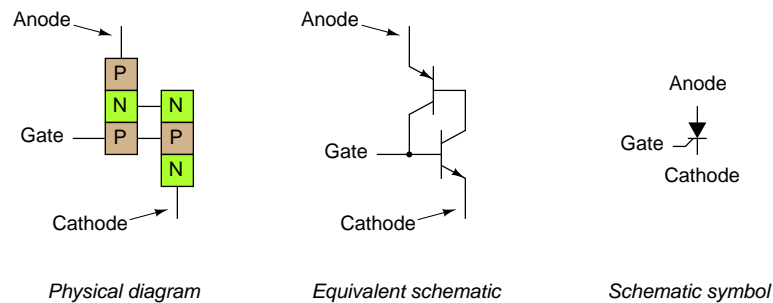 Anode
P
N N
Gate P P
N
Cathode
Physical diagram
Anode
Gate
Cathode
Equivalent schematic
Anode
Gate
Cathode
Schematic symbol